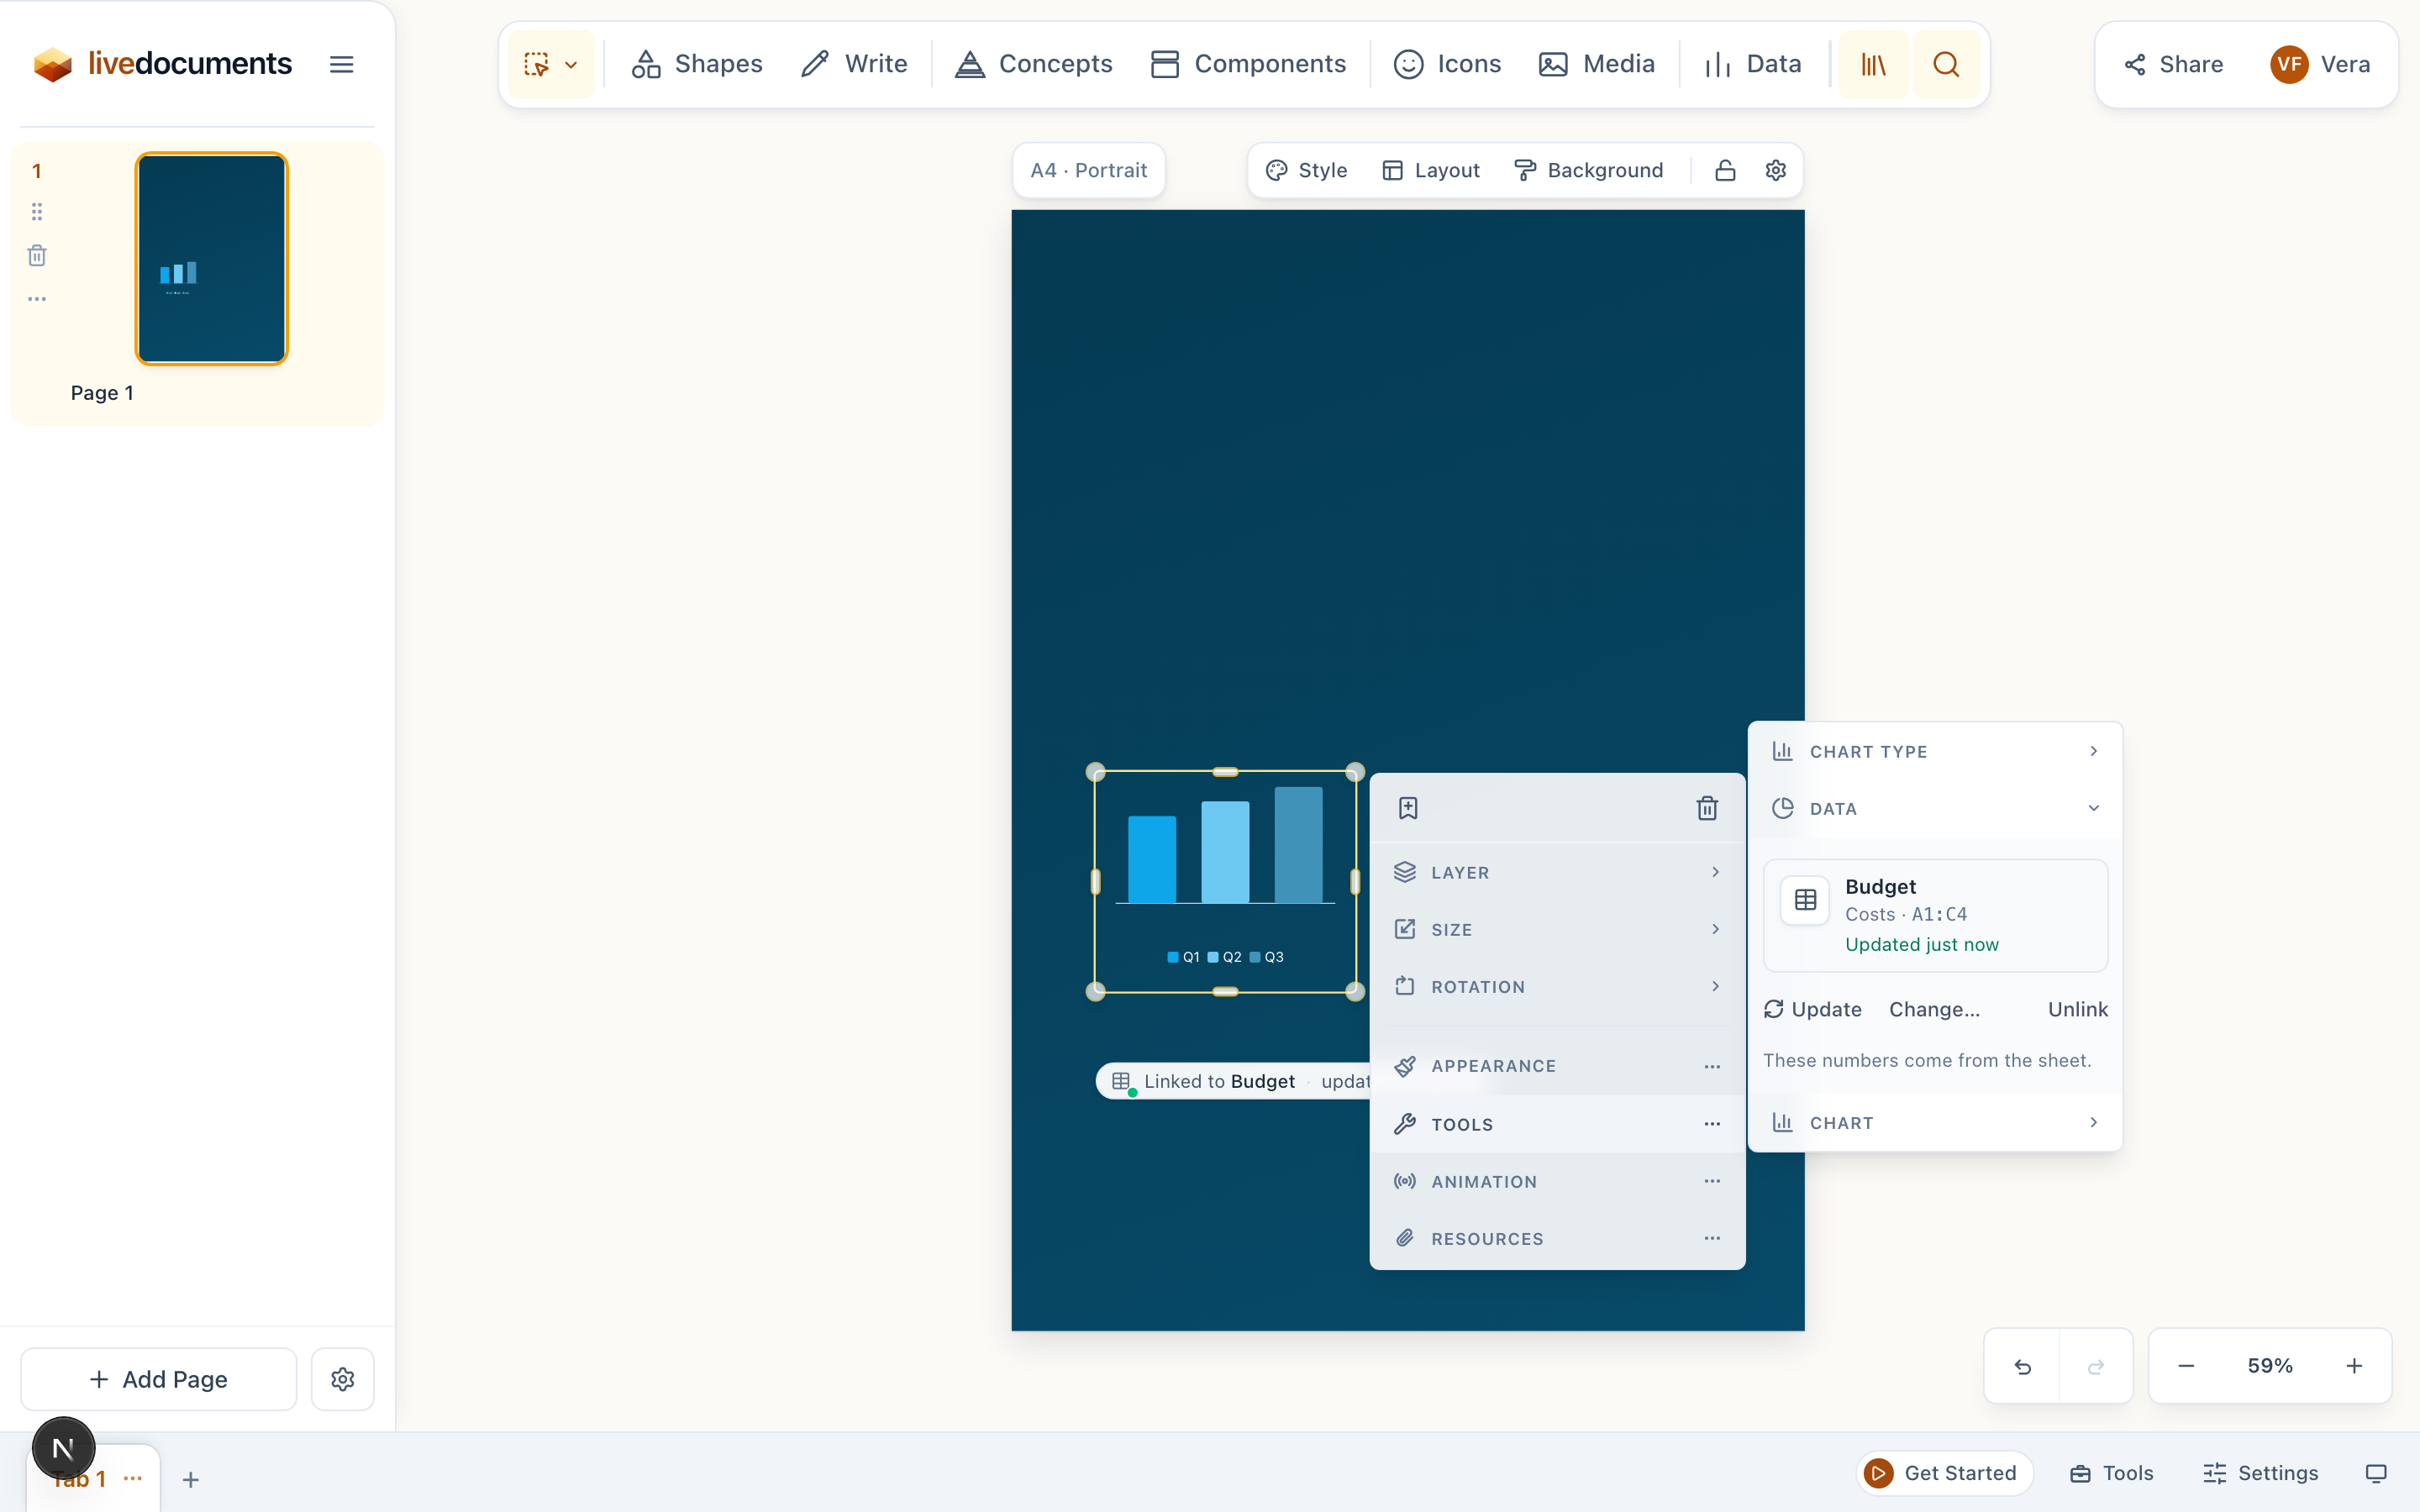 livedocuments
Shapes
Write
Concepts
Components
Icons
Media
Data
Share
VF
Vera
1
Page 1
A4 · Portrait
Style
Layout
Background
Q1
Q2
Q3
Linked to Budget · updat
LAYER
SIZE
ROTATION
APPEARANCE
TOOLS
ANIMATION
RESOURCES
CHART TYPE
DATA
Budget
Costs · A1:C4
Updated just now
Update
Change...
Unlink
These numbers come from the sheet.
CHART
Add Page
59%
N
Tab 1
Get Started
Tools
Settings